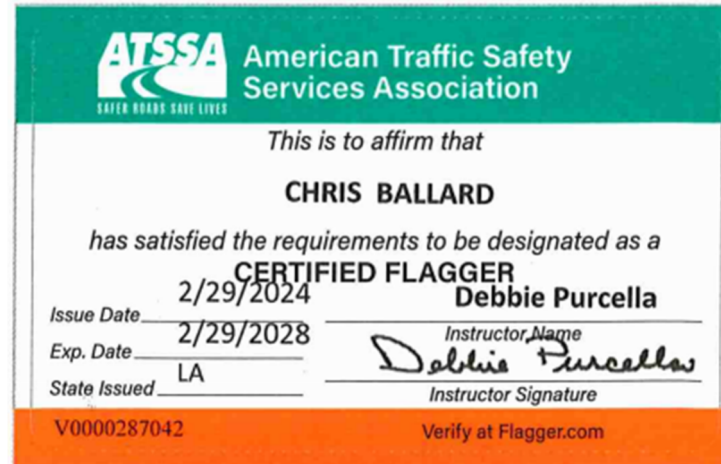 ATSSA
SAFER ROADS SAVE LIVES
American Traffic Safety
Services Association
This is to affirm that
CHRIS BALLARD
has satisfied the requirements to be designated as a
CERTIFIED FLAGGER
Issue Date 2/29/2024
Debbie Purcella
Instructor Name
Exp. Date 2/29/2028
Debbie Purcella
Instructor Signature
State Issued LA
V0000287042
Verify at Flagger.com